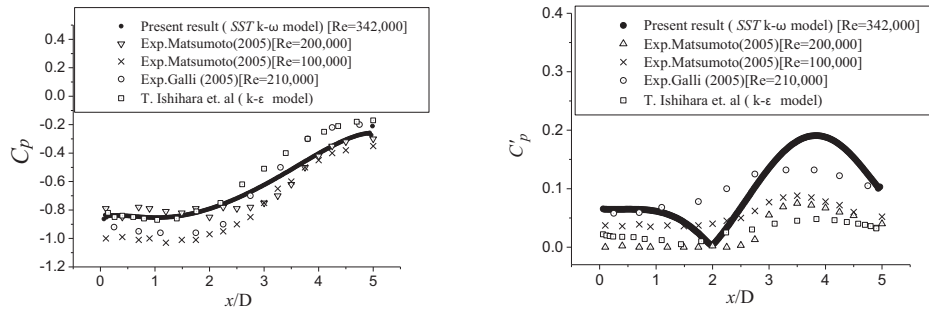 Present result ( SST k-ω model) [Re=342,000]
Exp.Matsumoto(2005)[Re=200,000]
Exp.Matsumoto(2005)[Re=100,000]
Exp.Galli (2005)[Re=210,000]
T. Ishihara et. al ( k-ε model)
0.4
0.2
0.0
-0.2
-0.4
-0.6
-0.8
-1.0
-1.2
Cp
0 1 2 3 4 5
x/D
Present result (SST k-ω model) [Re=342,000]
Exp.Matsumoto(2005)[Re=200,000]
Exp.Matsumoto(2005)[Re=100,000]
Exp.Galli (2005)[Re=210,000]
T. Ishihara et. al ( k-ε model)
0.4
0.3
0.2
0.1
0.0
C'p
0 1 2 3 4 5
x/D